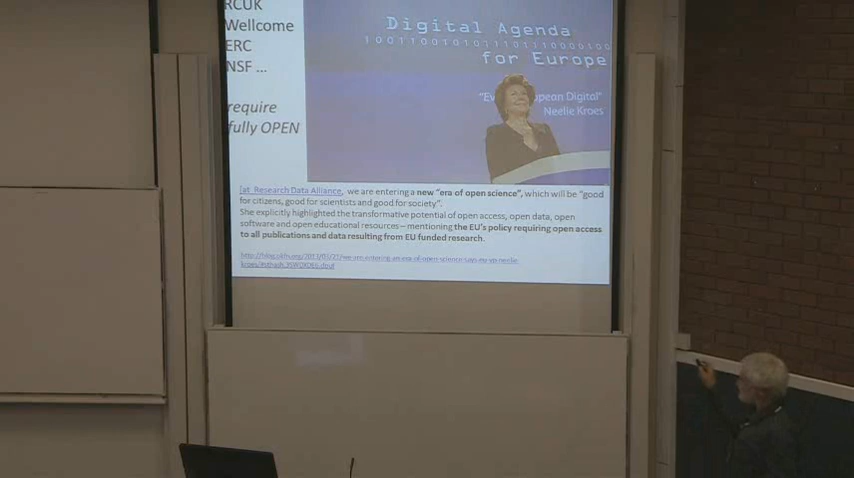 RCUK
Wellcome
ERC
NSF ...
require
fully OPEN
Digital Agenda
for Europe
Neelie Kroes
[at Research Data Alliance, we are entering a new “era of open science”, which will be “good
for citizens, good for scientists and good for society”.
She explicitly highlighted the transformative potential of open access, open data, open
software and open educational resources – mentioning the EU’s policy requiring open access
to all publications and data resulting from EU funded research.